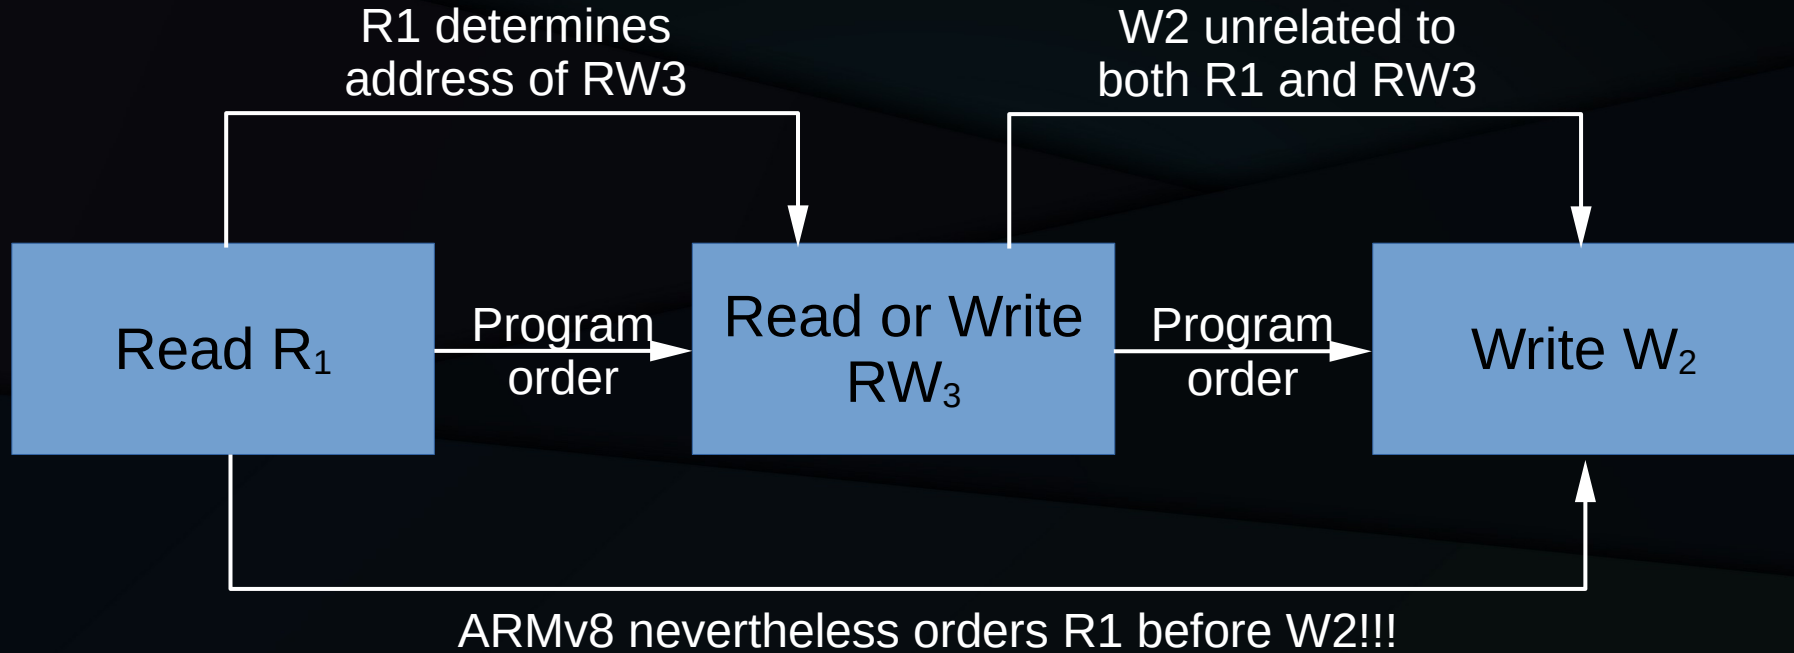 R1 determines
address of RW3
W2 unrelated to
both R1 and RW3
Read R₁
Program
order
Read or Write
RW₃
Program
order
Write W₂
ARMv8 nevertheless orders R1 before W2!!!